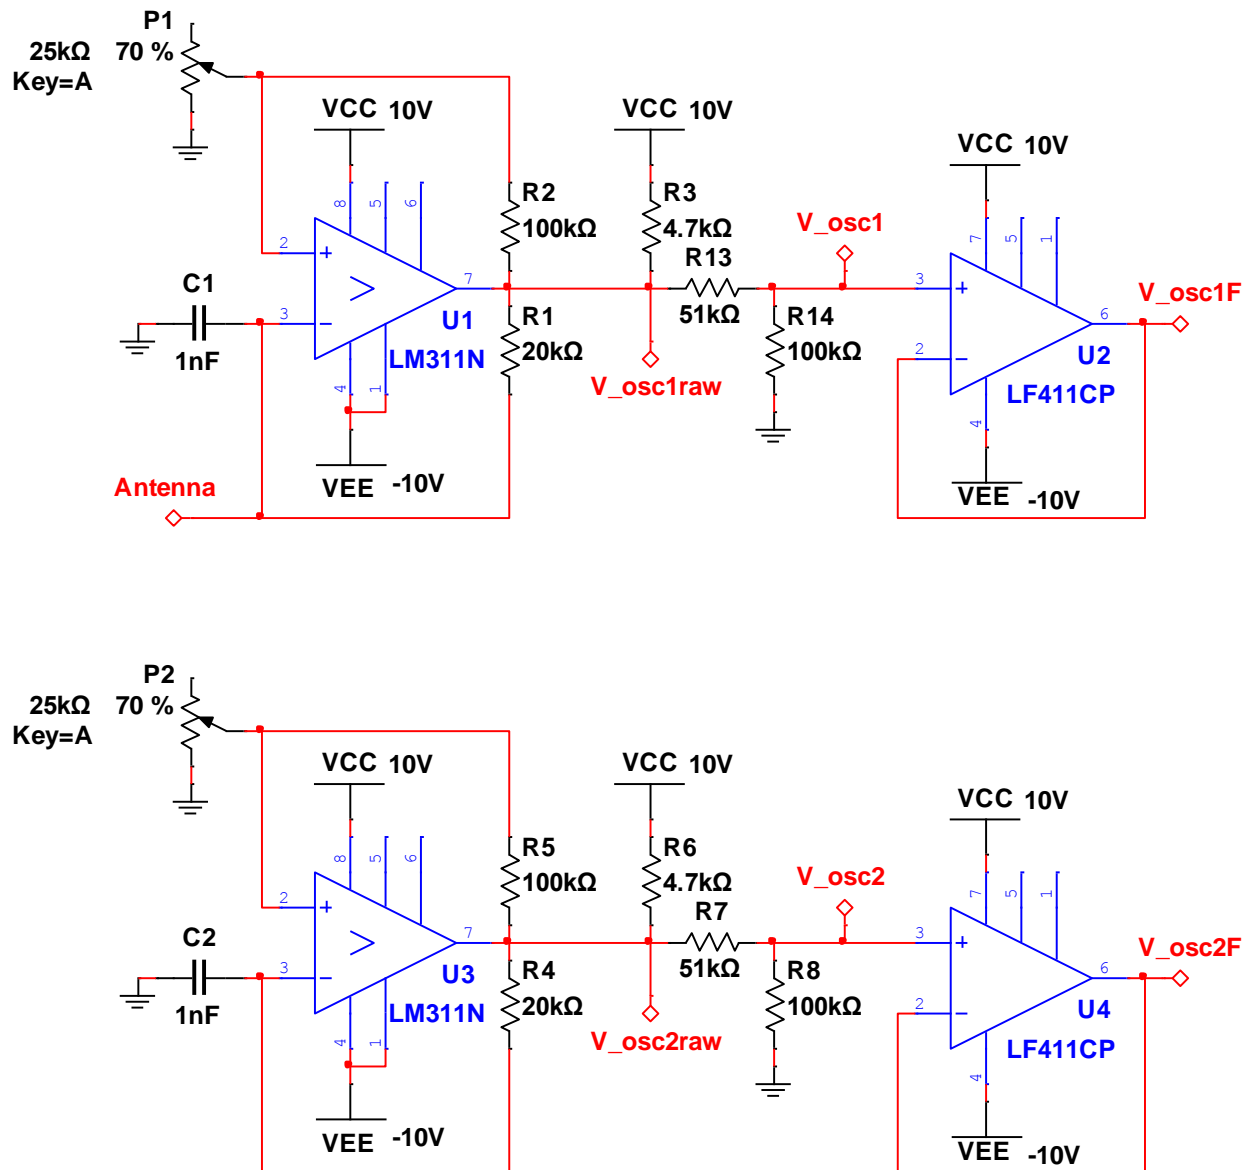 P1
25kΩ 70 %
Key=A
VCC 10V
VCC 10V
VCC 10V
8
5
6
R2
100kΩ
R3
4.7kΩ
V_osc1
7
5
1
2
R13
C1
7
3
V_osc1F
3
51kΩ
R14
6
1nF
U1
R1
100kΩ
U2
LM311N
20kΩ
V_osc1raw
2
LF411CP
4
1
4
Antenna
VEE -10V
VEE -10V
P2
25kΩ 70 %
Key=A
VCC 10V
VCC 10V
VCC 10V
8
5
6
R5
100kΩ
R6
4.7kΩ
V_osc2
7
5
1
2
R7
C2
7
3
V_osc2F
3
51kΩ
R8
6
1nF
U3
R4
100kΩ
U4
LM311N
20kΩ
V_osc2raw
2
LF411CP
4
1
4
VEE -10V
VEE -10V